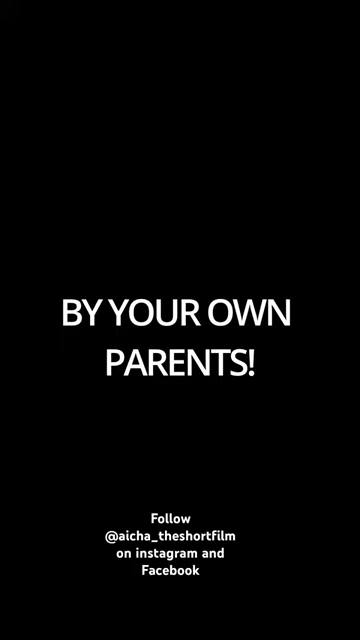 BY YOUR OWN
PARENTS!
Follow
@aicha_theshortfilm
on instagram and
Facebook